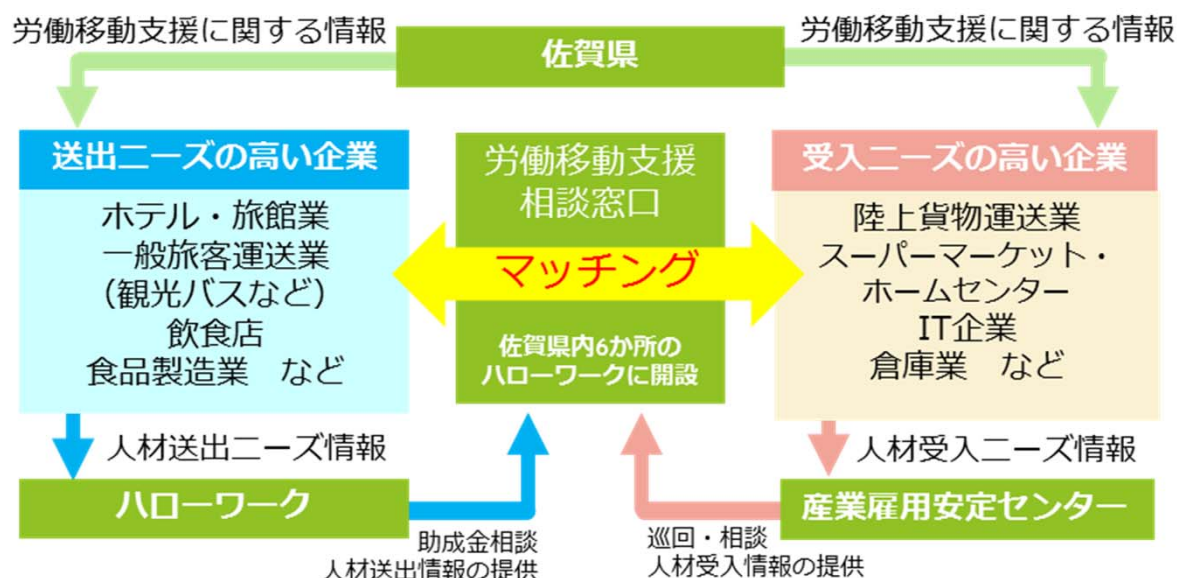 労働移動支援に関する情報
佐賀県
労働移動支援に関する情報
送出ニーズの高い企業
ホテル・旅館業
一般旅客運送業
(観光バスなど)
飲食店
食品製造業 など
労働移動支援
相談窓口
マッチング
佐賀県内6か所の
ハローワークに開設
受入ニーズの高い企業
陸上貨物運送業
スーパーマーケット・
ホームセンター
IT企業
倉庫業 など
人材送出ニーズ情報
人材受入ニーズ情報
ハローワーク
産業雇用安定センター
助成金相談
人材送出情報の提供
巡回・相談
人材受入情報の提供